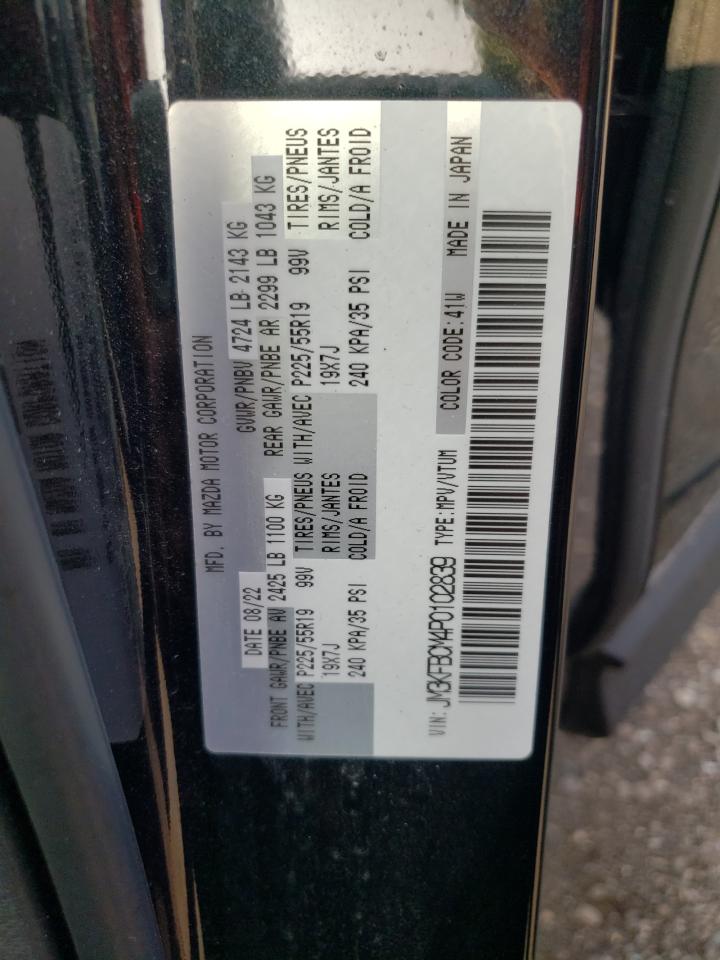 MFD. BY MAZDA MOTOR CORPORATION
DATE 08/22 GVWR/PNBV 4724 LB 2143 KG
FRONT GAWR/PNBE AV 2425 LB 1100 KG REAR GAWR/PNBE AR 2299 LB 1043 KG
WITH/AVEC P225/55R19 99V TIRES/PNEUS WITH/AVEC P225/55R19 99V TIRES/PNEUS
19X7J RIMS/JANTES 19X7J RIMS/JANTES
240 KPA/35 PSI COLD/A FROID 240 KPA/35 PSI COLD/A FROID
VIN: JM3KFBCM4P0102839 TYPE:MPV/VTUM COLOR CODE:41W MADE IN JAPAN